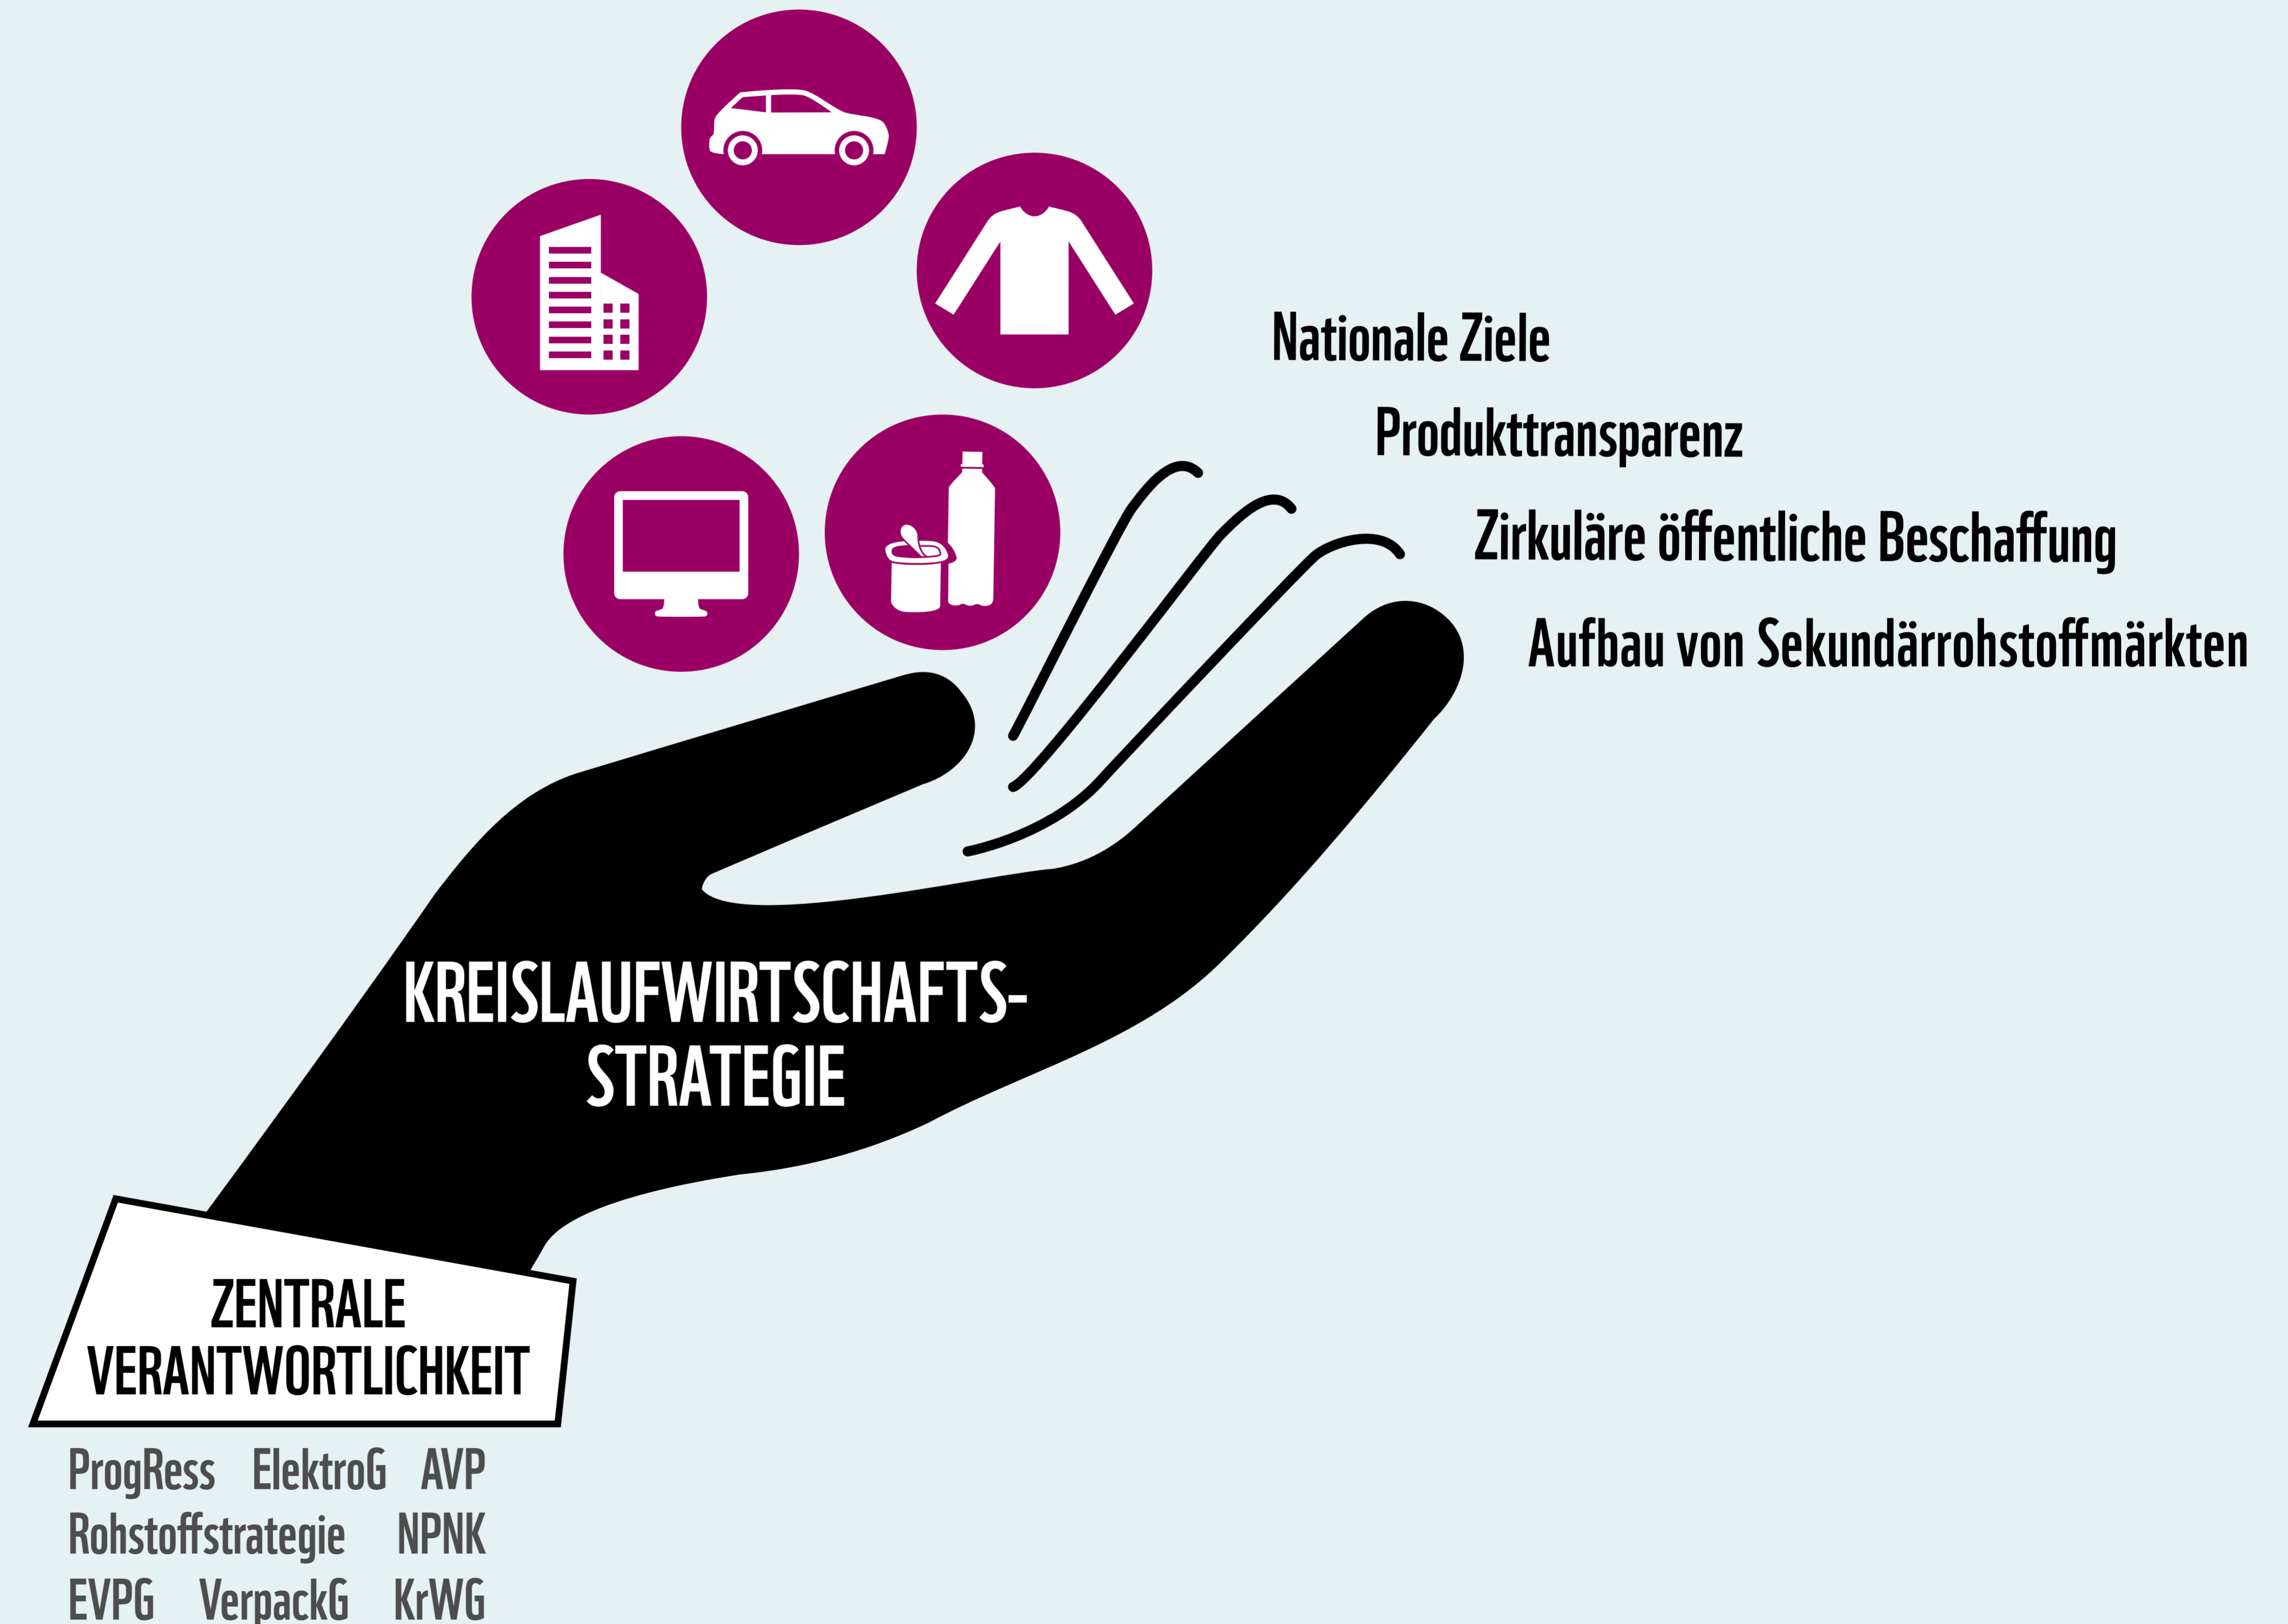 Nationale Ziele
Produkttransparenz
Zirkuläre öffentliche Beschaffung
Aufbau von Sekundärrohstoffmärkten
KREISLAUFWIRTSCHAFTS-
STRATEGIE
ZENTRALE
VERANTWORTLICHKEIT
ProgRess ElektroG AVP
Rohstoffstrategie NPNK
EVPG VerpackG KrWG